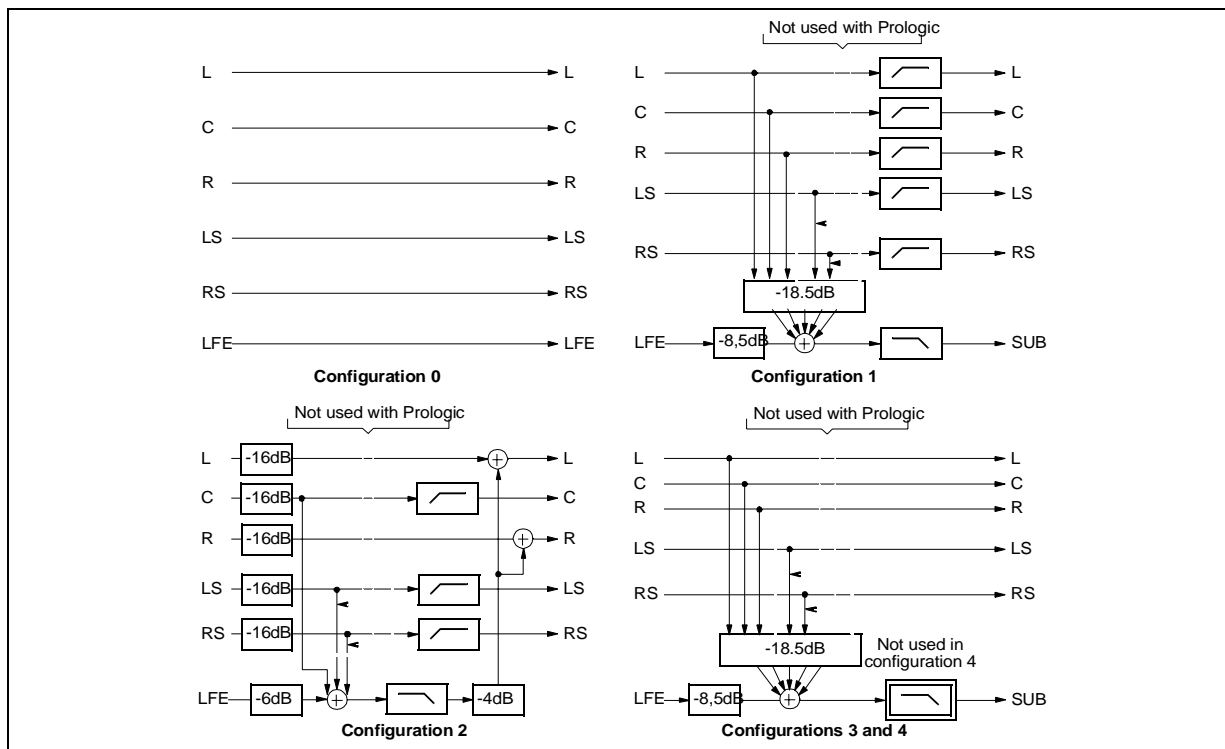 Not used with Prologic
L L
C C
R R
LS LS
RS RS
LFE LFE
Configuration 0
L L
C C
R R
LS LS
RS RS
-18.5dB
LFE -8,5dB SUB
Configuration 1
Not used with Prologic
L -16dB L
C -16dB C
R -16dB R
LS -16dB LS
RS -16dB RS
LFE -6dB -4dB
Configuration 2
Not used with Prologic
L L
C C
R R
LS LS
RS RS
-18.5dB
Not used in
configuration 4
LFE -8,5dB SUB
Configurations 3 and 4